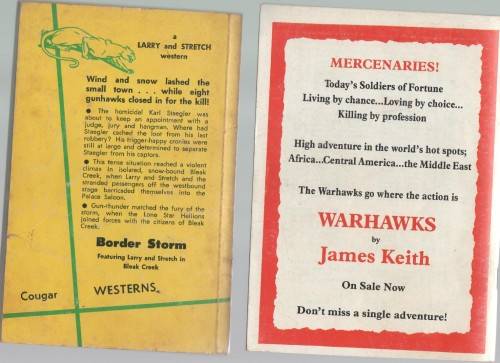 a
LARRY and STRETCH
western
Wind and snow lashed the
small town . . . while eight
gunhawks closed in for the kill!
• The homicidal Karl Staegler was
about to keep an appointment with a
judge, jury and hangman. Where had
Staegler cached the loot from his last
robbery? His trigger-happy cronies were
still at large and determined to separate
Staegler from his captors.
• This tense situation reached a violent
climax in isolated, snow-bound Bleak
Creek, when Larry and Stretch and the
stranded passengers off the westbound
stage barricaded themselves into the
Palace Saloon.
• Gun-thunder matched the fury of the
storm, when the Lone Star Hellions
joined forces with the citizens of Bleak
Creek.
Border Storm
Featuring Larry and Stretch in
Bleak Creek
Cougar WESTERNS
MERCENARIES!
Today's Soldiers of Fortune
Living by chance...Loving by choice...
Killing by profession
High adventure in the world's hot spots;
Africa...Central America...the Middle East
The Warhawks go where the action is
WARHAWKS
by
James Keith
On Sale Now
Don't miss a single adventure!